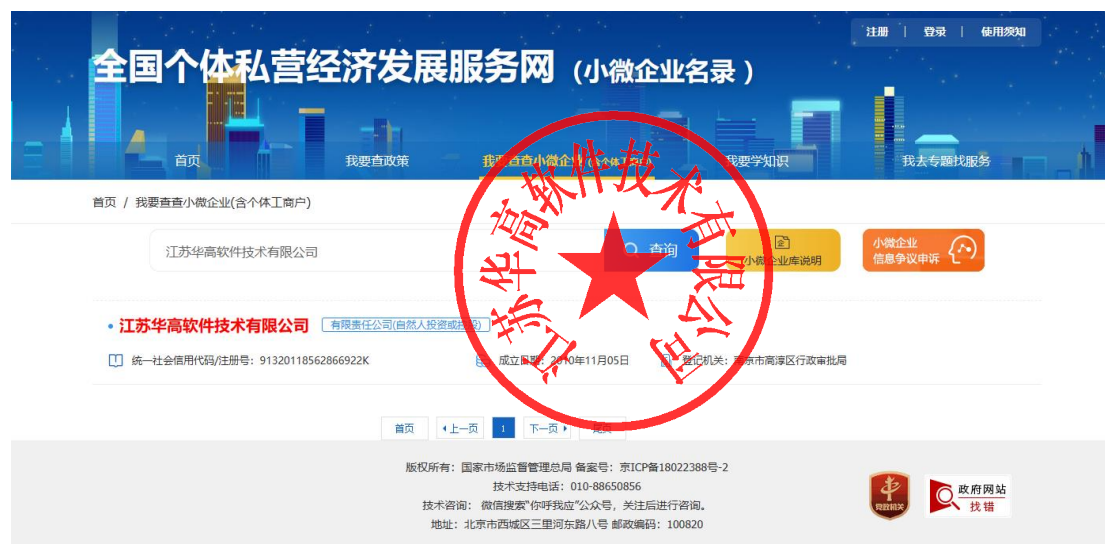 注册 | 登录 | 使用须知
全国个体私营经济发展服务网 (小微企业名录 )
首页 我要查政策 我要查查小微企业(含个体工商户) 我要学知识 我去专题找服务
首页 / 我要查查小微企业(含个体工商户)
江苏华高软件技术有限公司 查询 小微企业库说明 小微企业
信息争议申诉
江苏华高软件技术有限公司 有限责任公司(自然人投资或控股)
统一社会信用代码/注册号: 91320118562866922K 成立日期: 2010年11月05日 登记机关: 南京市高淳区行政审批局
江苏华高软件技术有限公司
首页 上一页 1 下一页 尾页
版权所有: 国家市场监督管理总局 备案号: 京ICP备18022388号-2
技术支持电话: 010-88650856
技术咨询: 微信搜索“你呼我应”公众号, 关注后进行咨询。
地址: 北京市西城区三里河东路八号 邮政编码: 100820
党政机关
政府网站
找错